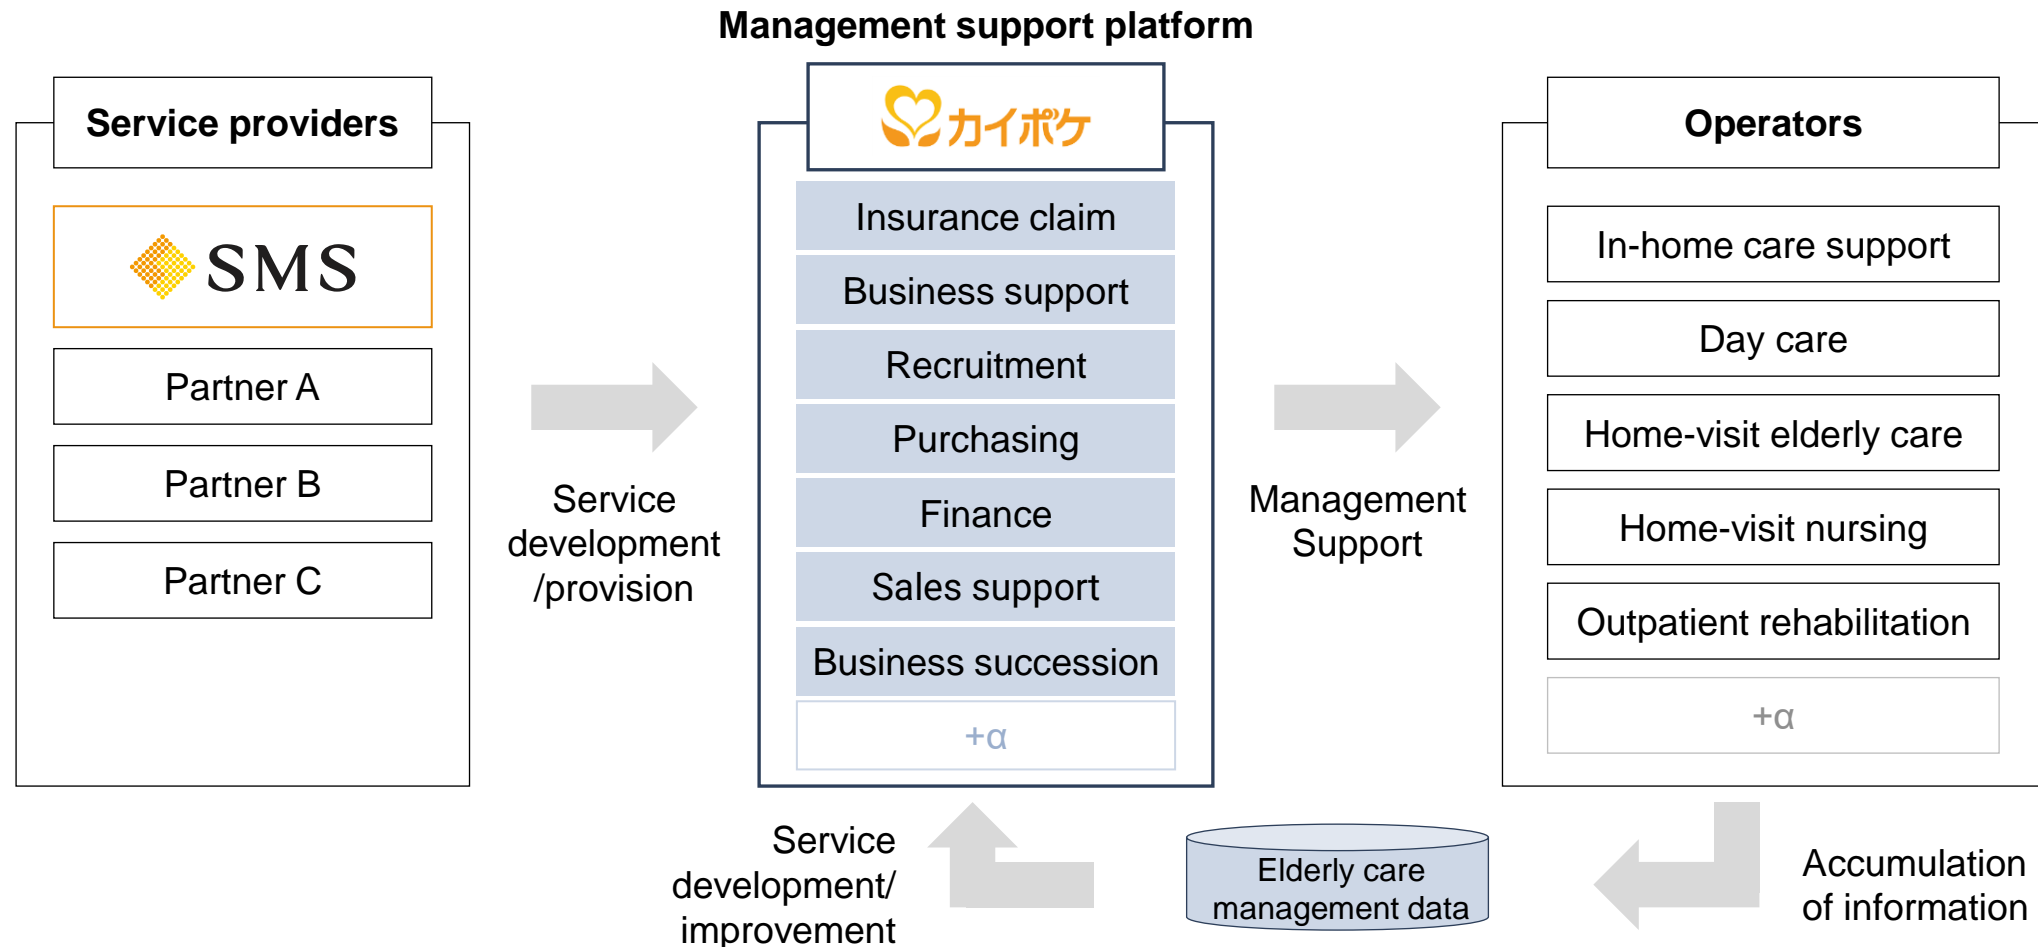 Management support platform
Service providers
SMS
Partner A
Partner B
Partner C
Service
development
/provision
カイポケ
Insurance claim
Business support
Recruitment
Purchasing
Finance
Sales support
Business succession
+α
Management
Support
Operators
In-home care support
Day care
Home-visit elderly care
Home-visit nursing
Outpatient rehabilitation
+α
Service
development/
improvement
Elderly care
management data
Accumulation
of information